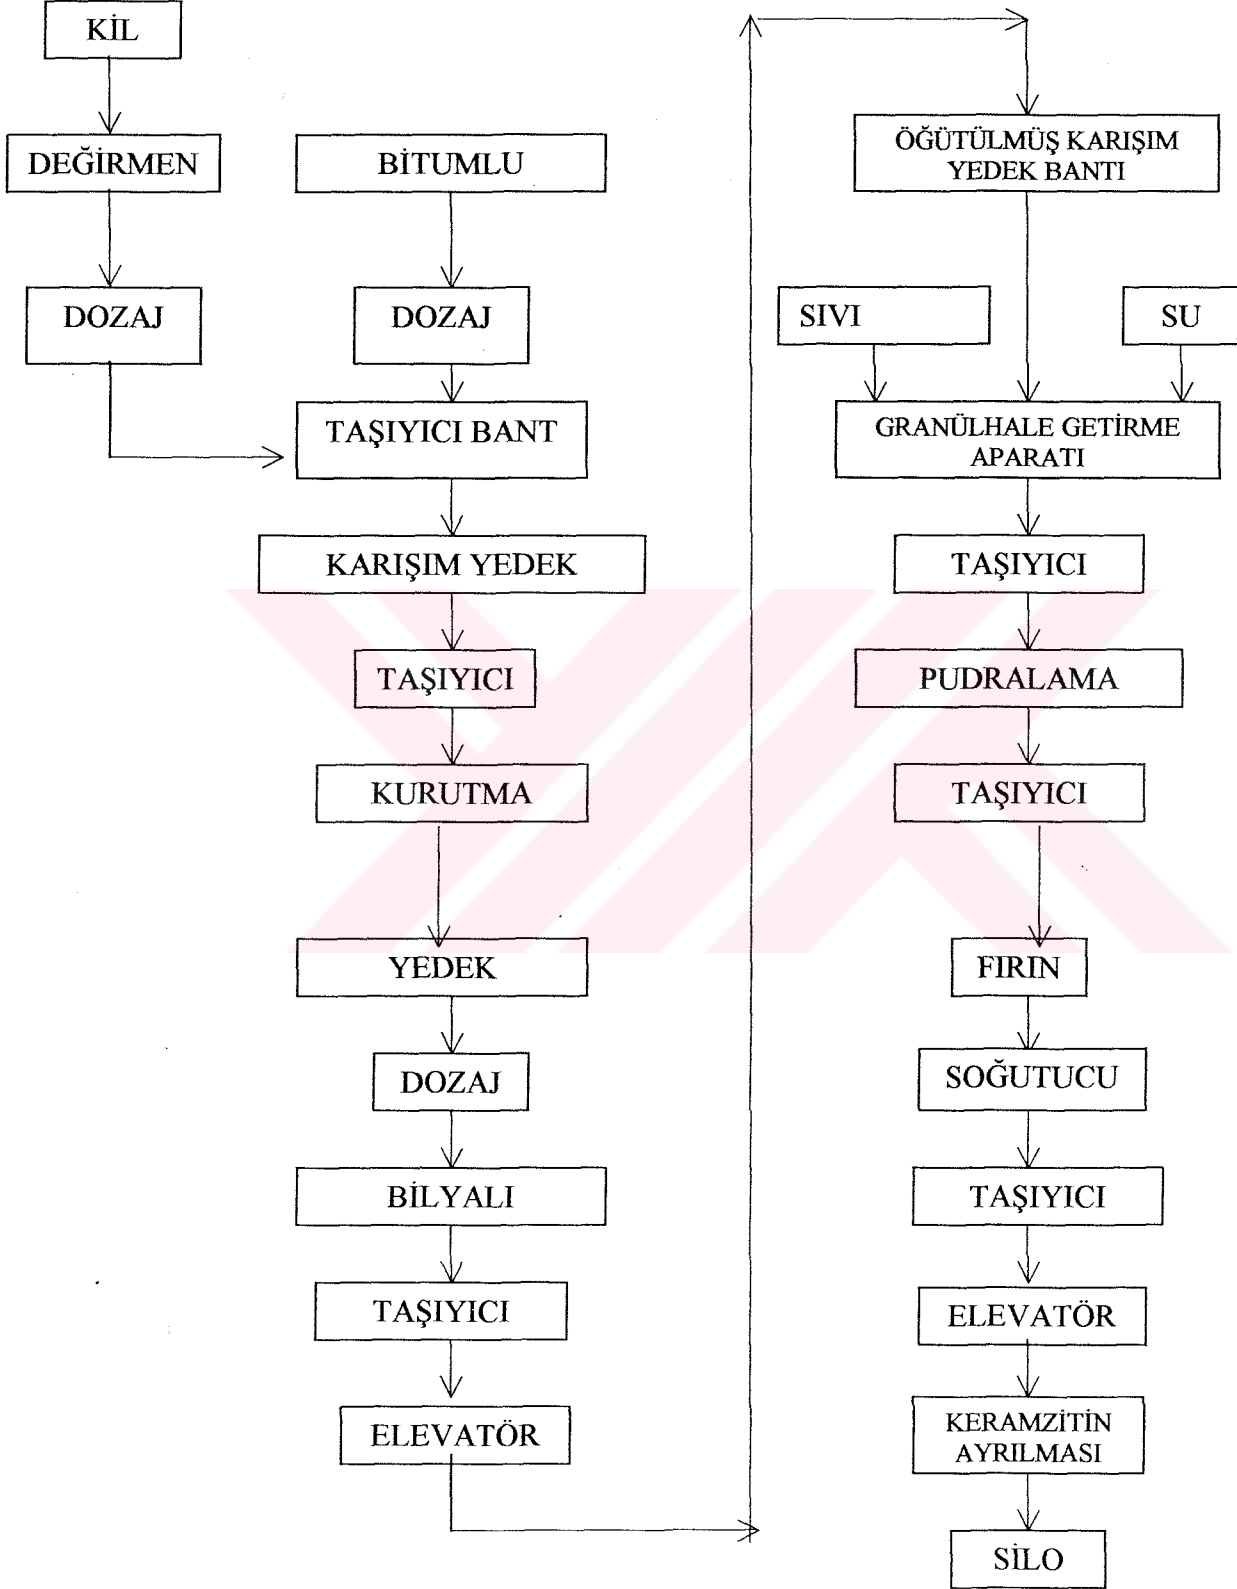 KİL
DEĞİRMEN
DOZAJ
BİTUMLU
DOZAJ
TAŞIYICI BANT
KARIŞIM YEDEK
TAŞIYICI
KURUTMA
YEDEK
DOZAJ
BİLYALI
TAŞIYICI
ELEVATÖR
ÖĞÜTÜLMÜŞ KARIŞIM
YEDEK BANTI
SIVI
SU
GRANÜLHALE GETİRME
APARATI
TAŞIYICI
PUDRALAMA
TAŞIYICI
FIRIN
SOĞUTUCU
TAŞIYICI
ELEVATÖR
KERAMZİTİN
AYRILMASI
SİLO